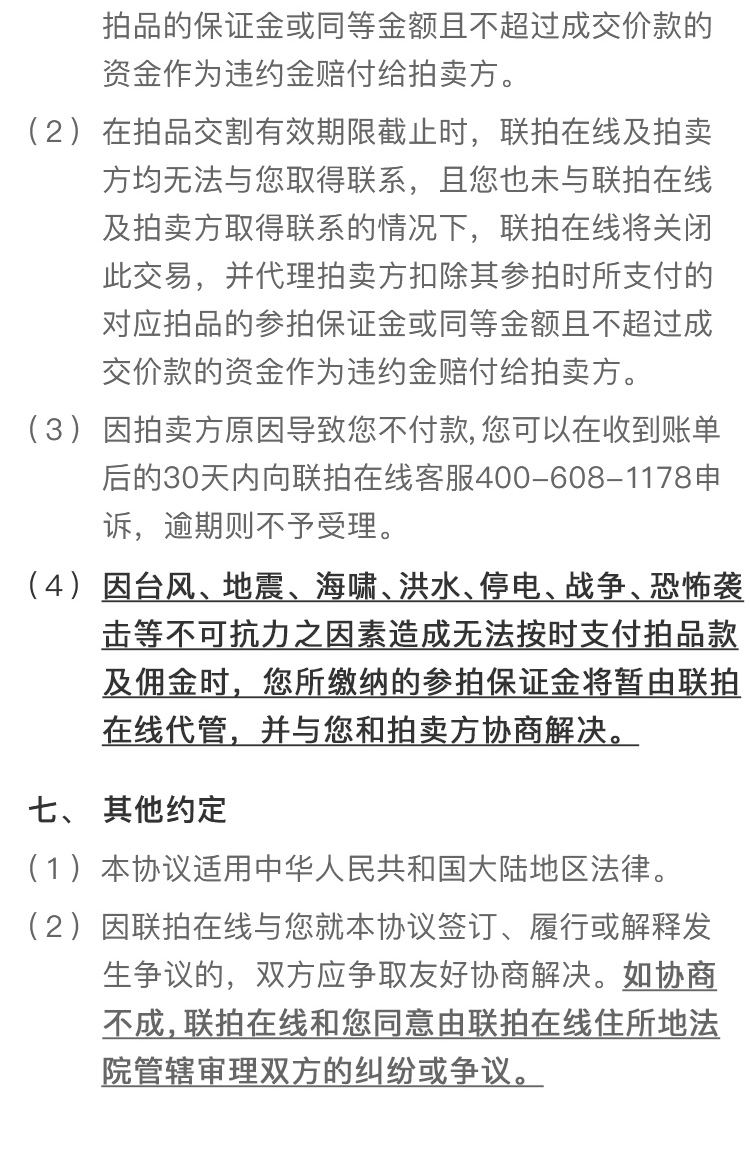 拍品的保证金或同等金额且不超过成交价款的
资金作为违约金赔付给拍卖方。
（2）在拍品交割有效期限截止时，联拍在线及拍卖
方均无法与您取得联系，且您也未与联拍在线
及拍卖方取得联系的情况下，联拍在线将关闭
此交易，并代理拍卖方扣除其参拍时所支付的
对应拍品的参拍保证金或同等金额且不超过成
交价款的资金作为违约金赔付给拍卖方。
（3）因拍卖方原因导致您不付款,您可以在收到账单
后的30天内向联拍在线客服400-608-1178申
诉，逾期则不予受理。
（4）因台风、地震、海啸、洪水、停电、战争、恐怖袭
击等不可抗力之因素造成无法按时支付拍品款
及佣金时，您所缴纳的参拍保证金将暂由联拍
在线代管，并与您和拍卖方协商解决。
七、其他约定
（1）本协议适用中华人民共和国大陆地区法律。
（2）因联拍在线与您就本协议签订、履行或解释发
生争议的，双方应争取友好协商解决。如协商
不成,联拍在线和您同意由联拍在线住所地法
院管辖审理双方的纠纷或争议。